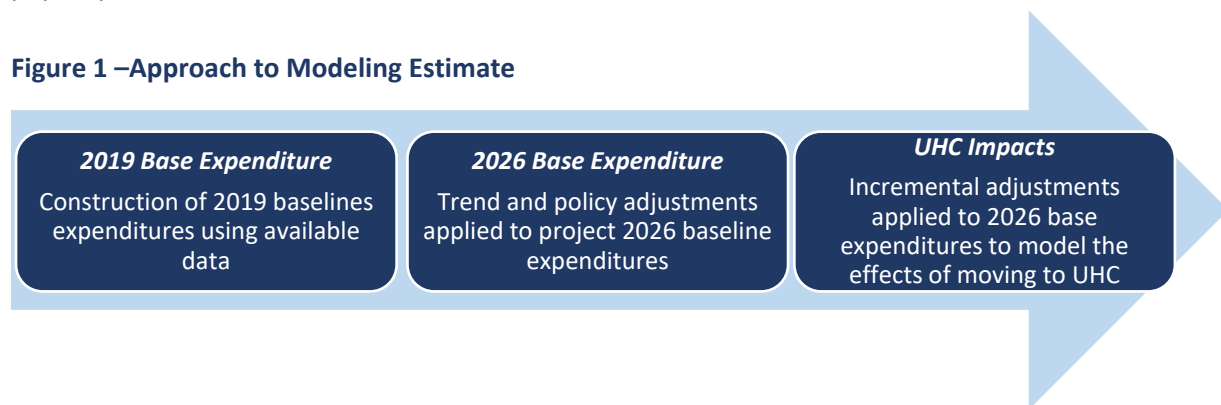 Figure 1 –Approach to Modeling Estimate
2019 Base Expenditure
Construction of 2019 baselines
expenditures using available
data
2026 Base Expenditure
Trend and policy adjustments
applied to project 2026 baseline
expenditures
UHC Impacts
Incremental adjustments
applied to 2026 base
expenditures to model the
effects of moving to UHC